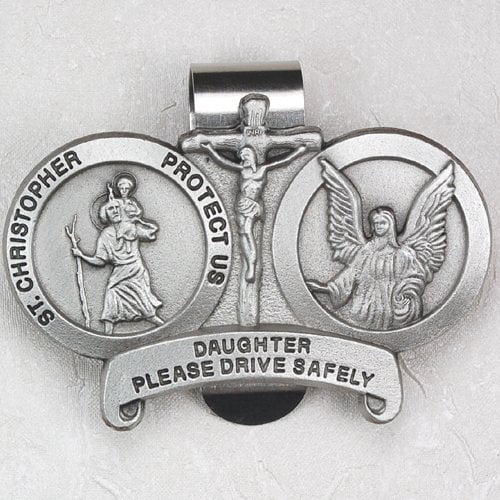 ST. CHRISTOPHER PROTECT US
DAUGHTER
PLEASE DRIVE SAFELY